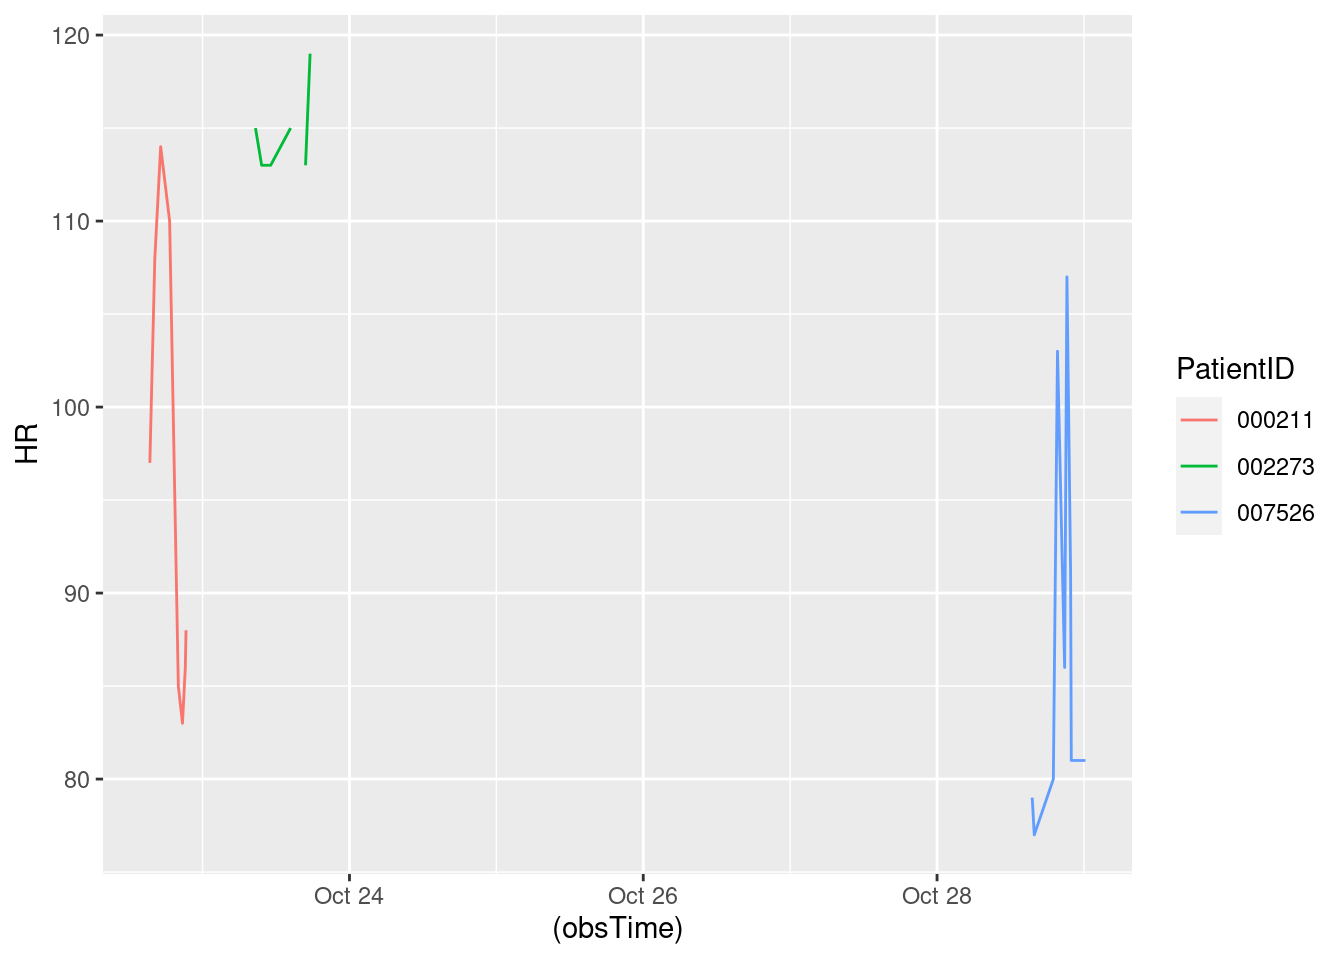 120
110
100
90
80
HR
Oct 24
Oct 26
Oct 28
(obsTime)
PatientID
000211
002273
007526